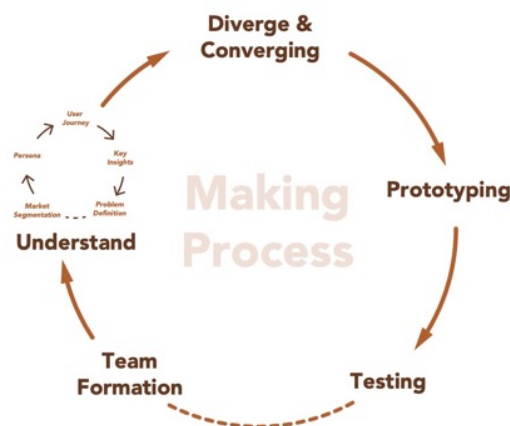 Diverge &
Converging
User
Journey
Persona
Key
Insights
Market
Segmentation
Problem
Definition
Understand
Making
Process
Prototyping
Team
Formation
Testing